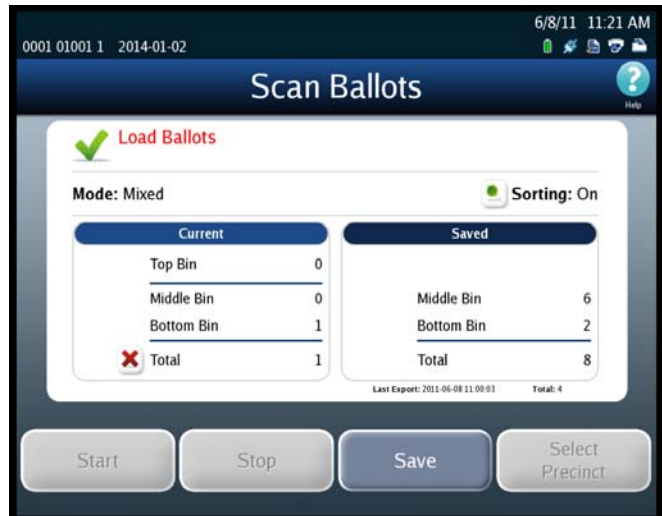 6/8/11 11:21 AM
0001 01001 1 2014-01-02
Scan Ballots
Help
Load Ballots
Mode: Mixed
Sorting: On
Current
Top Bin 0
Middle Bin 0
Bottom Bin 1
Total 1
Saved
Middle Bin 6
Bottom Bin 2
Total 8
Last Export: 2011-06-08 11:00:03 Total: 4
Start
Stop
Save
Select
Precinct